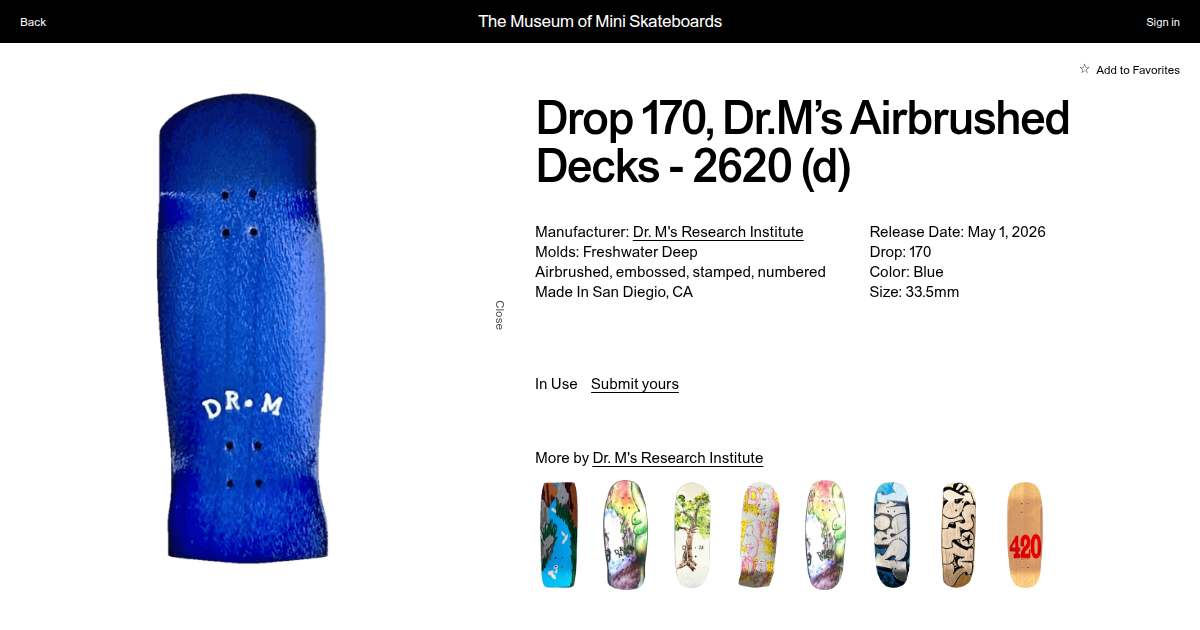 Back
The Museum of Mini Skateboards
Sign in
☆ Add to Favorites
Drop 170, Dr.M’s Airbrushed
Decks - 2620 (d)
Manufacturer: Dr. M's Research Institute
Molds: Freshwater Deep
Airbrushed, embossed, stamped, numbered
Made In San Diegio, CA
Release Date: May 1, 2026
Drop: 170
Color: Blue
Size: 33.5mm
Close
DR.M
In Use
Submit yours
More by Dr. M's Research Institute
DR.M
420